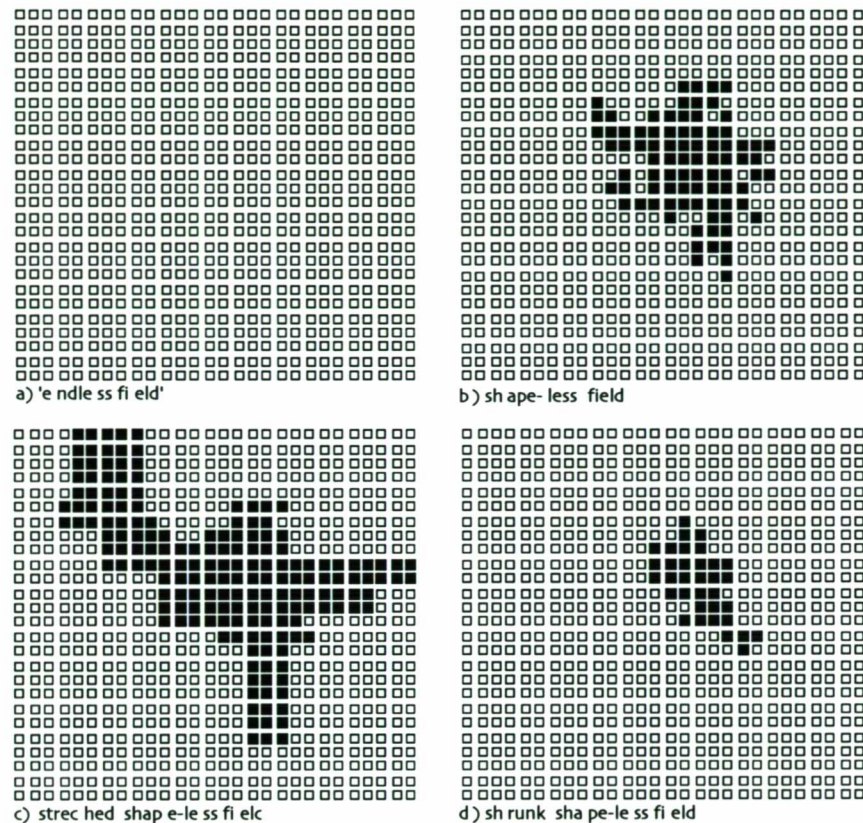 a) 'e ndle ss fi eld'
b) sh ape- less field
c) strec hed shap e-le ss fi elc
d) sh runk sha pe-le ss fi eld